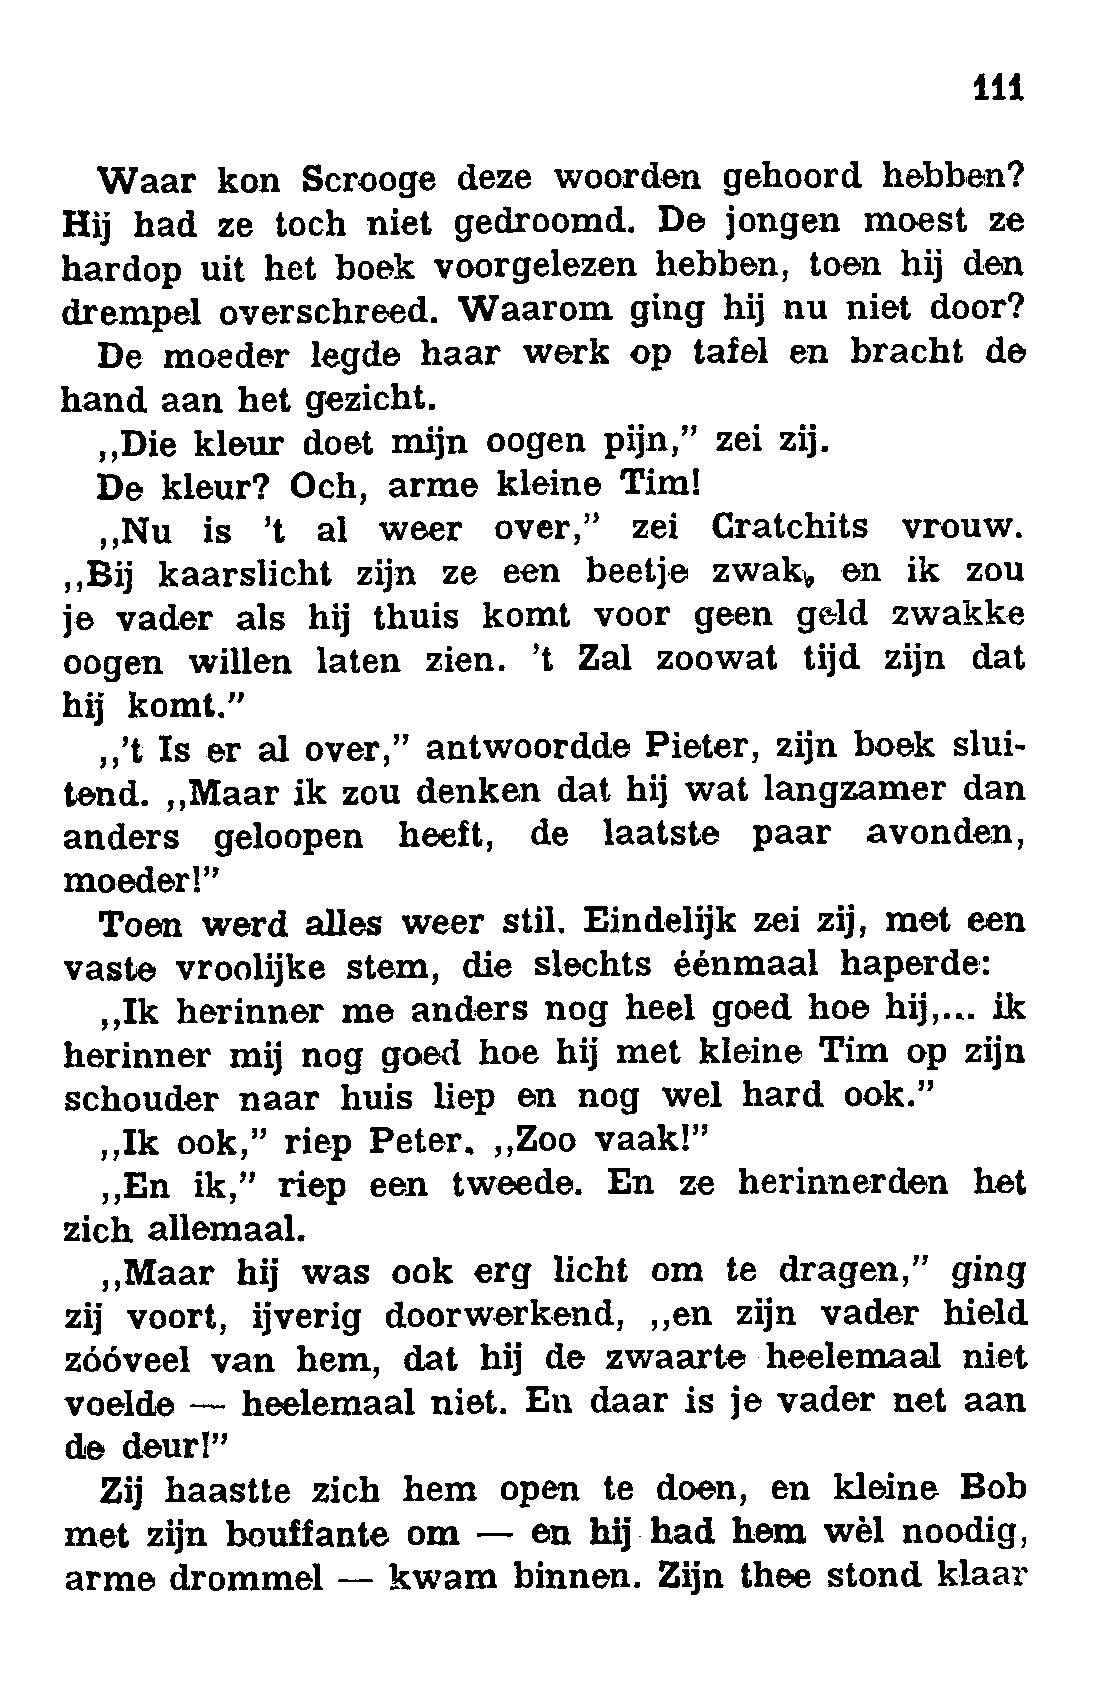 111
Waar kon Scrooge deze woorden gehoord hebben?
Hij had ze toch niet gedroomd. De jongen moest ze
hardop uit het boek voorgelezen hebben, toen hij den
drempel overschreed. Waarom ging hij nu niet door?
De moeder legde haar werk op tafel en bracht de
hand aan het gezicht.
,,Die kleur doet mijn oogen pijn,” zei zij.
De kleur? Och, arme kleine Tim!
,,Nu is ’t al weer over,” zei Cratchits vrouw.
,,Bij kaarslicht zijn ze een beetje zwak, en ik zou
je vader als hij thuis komt voor geen geld zwakke
oogen willen laten zien. ’t Zal zoowat tijd zijn dat
hij komt.”
,,’t Is er al over,” antwoordde Pieter, zijn boek slui-
tend. ,,Maar ik zou denken dat hij wat langzamer dan
anders geloopen heeft, de laatste paar avonden,
moeder!”
Toen werd alles weer stil. Eindelijk zei zij, met een
vaste vroolijke stem, die slechts éénmaal haperde:
,,Ik herinner me anders nog heel goed hoe hij,... ik
herinner mij nog goed hoe hij met kleine Tim op zijn
schouder naar huis liep en nog wel hard ook.”
,,Ik ook,” riep Peter. ,,Zoo vaak!”
,,En ik,” riep een tweede. En ze herinnerden het
zich allemaal.
,,Maar hij was ook erg licht om te dragen,” ging
zij voort, ijverig doorwerkend, ,,en zijn vader hield
zóóveel van hem, dat hij de zwaarte heelemaal niet
voelde — heelemaal niet. En daar is je vader net aan
de deur!”
Zij haastte zich hem open te doen, en kleine Bob
met zijn bouffante om — en hij had hem wèl noodig,
arme drommel — kwam binnen. Zijn thee stond klaar